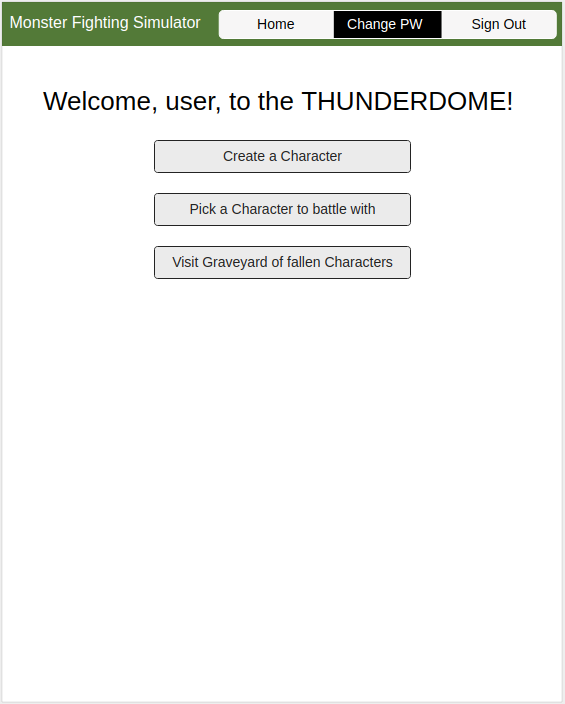 Monster Fighting Simulator
Home
Change PW
Sign Out
Welcome, user, to the THUNDERDOME!
Create a Character
Pick a Character to battle with
Visit Graveyard of fallen Characters